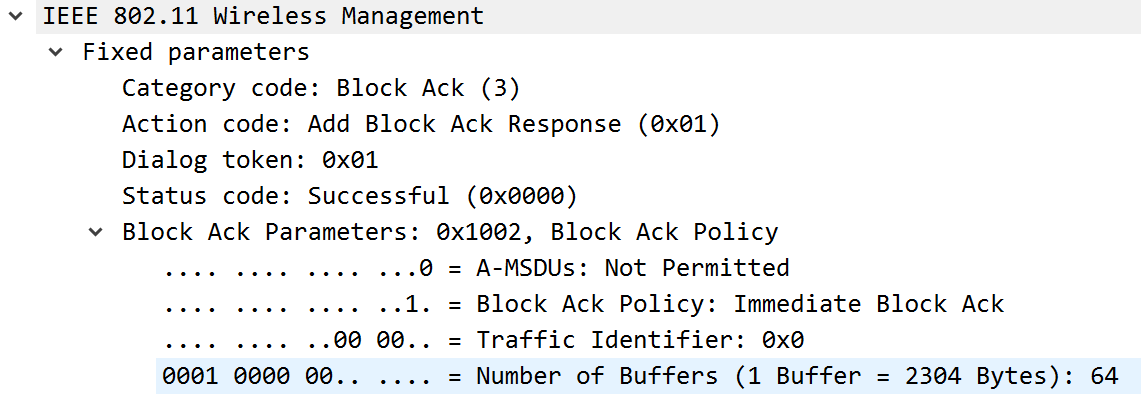 IEEE 802.11 Wireless Management
Fixed parameters
Category code: Block Ack (3)
Action code: Add Block Ack Response (0x01)
Dialog token: 0x01
Status code: Successful (0x0000)
Block Ack Parameters: 0x1002, Block Ack Policy
.... .... .... ...0 = A-MSDUs: Not Permitted
.... .... .... ..1. = Block Ack Policy: Immediate Block Ack
.... .... ..00 00.. = Traffic Identifier: 0x0
0001 0000 00.. .... = Number of Buffers (1 Buffer = 2304 Bytes): 64